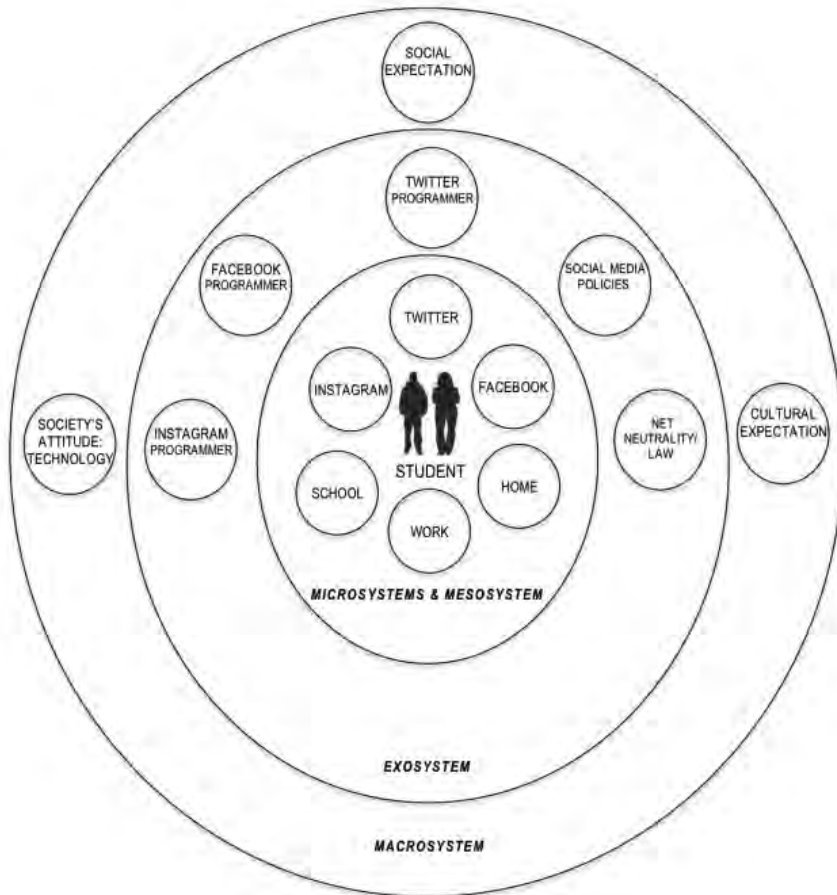 SOCIAL
EXPECTATION
TWITTER
PROGRAMMER
FACEBOOK
PROGRAMMER
SOCIAL MEDIA
POLICIES
TWITTER
INSTAGRAM
FACEBOOK
SOCIETY'S
ATTITUDE:
TECHNOLOGY
INSTAGRAM
PROGRAMMER
NET
NEUTRALITY/
LAW
CULTURAL
EXPECTATION
STUDENT
SCHOOL
HOME
WORK
MICROSYSTEMS & MESOSYSTEM
EXOSYSTEM
MACROSYSTEM